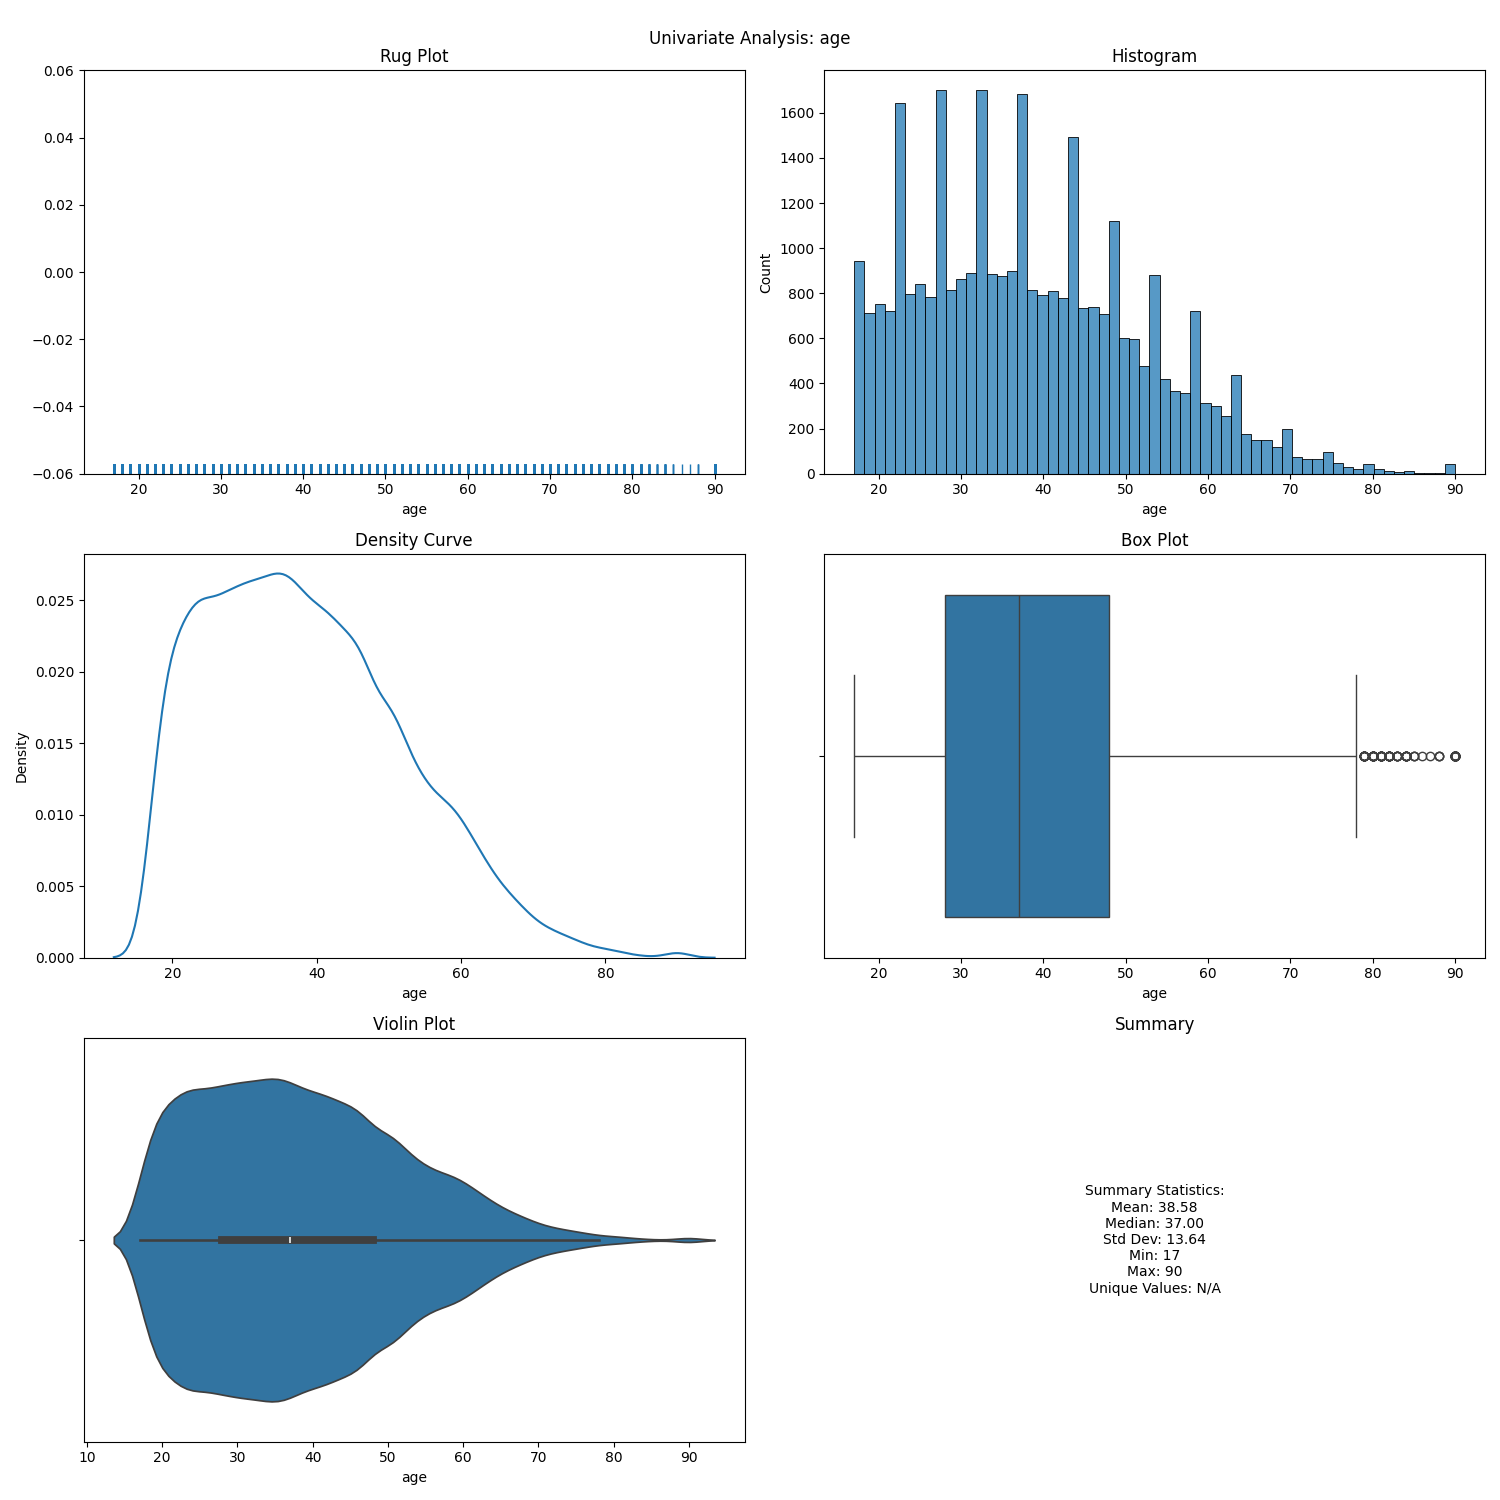 Univariate Analysis: age
Rug Plot
0.06
0.04
0.02
0.00
−0.02
−0.04
−0.06
20 30 40 50 60 70 80 90
age
Histogram
Count
1600
1400
1200
1000
800
600
400
200
0
20 30 40 50 60 70 80 90
age
Density Curve
Density
0.025
0.020
0.015
0.010
0.005
0.000
20 40 60 80
age
Box Plot
20 30 40 50 60 70 80 90
age
Violin Plot
10 20 30 40 50 60 70 80 90
age
Summary
Summary Statistics:
Mean: 38.58
Median: 37.00
Std Dev: 13.64
Min: 17
Max: 90
Unique Values: N/A